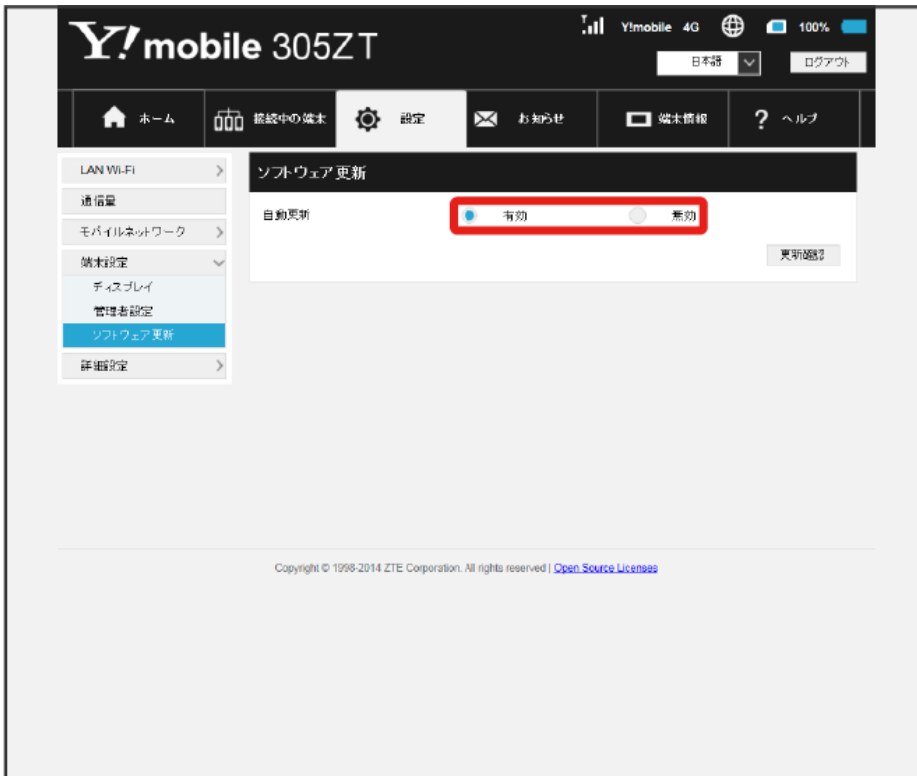 Y! mobile 305ZT
Y!mobile 4G 100%
日本語 ログアウト
ホーム 接続中の端末 設定 お知らせ 端末情報 ? ヘルプ
LAN Wi-Fi
通信量
モバイルネットワーク
端末設定
ディスプレイ
管理者設定
ソフトウェア更新
詳細設定
ソフトウェア更新
自動更新 有効 無効
更新確認
Copyright © 1998-2014 ZTE Corporation. All rights reserved | Open Source Licenses